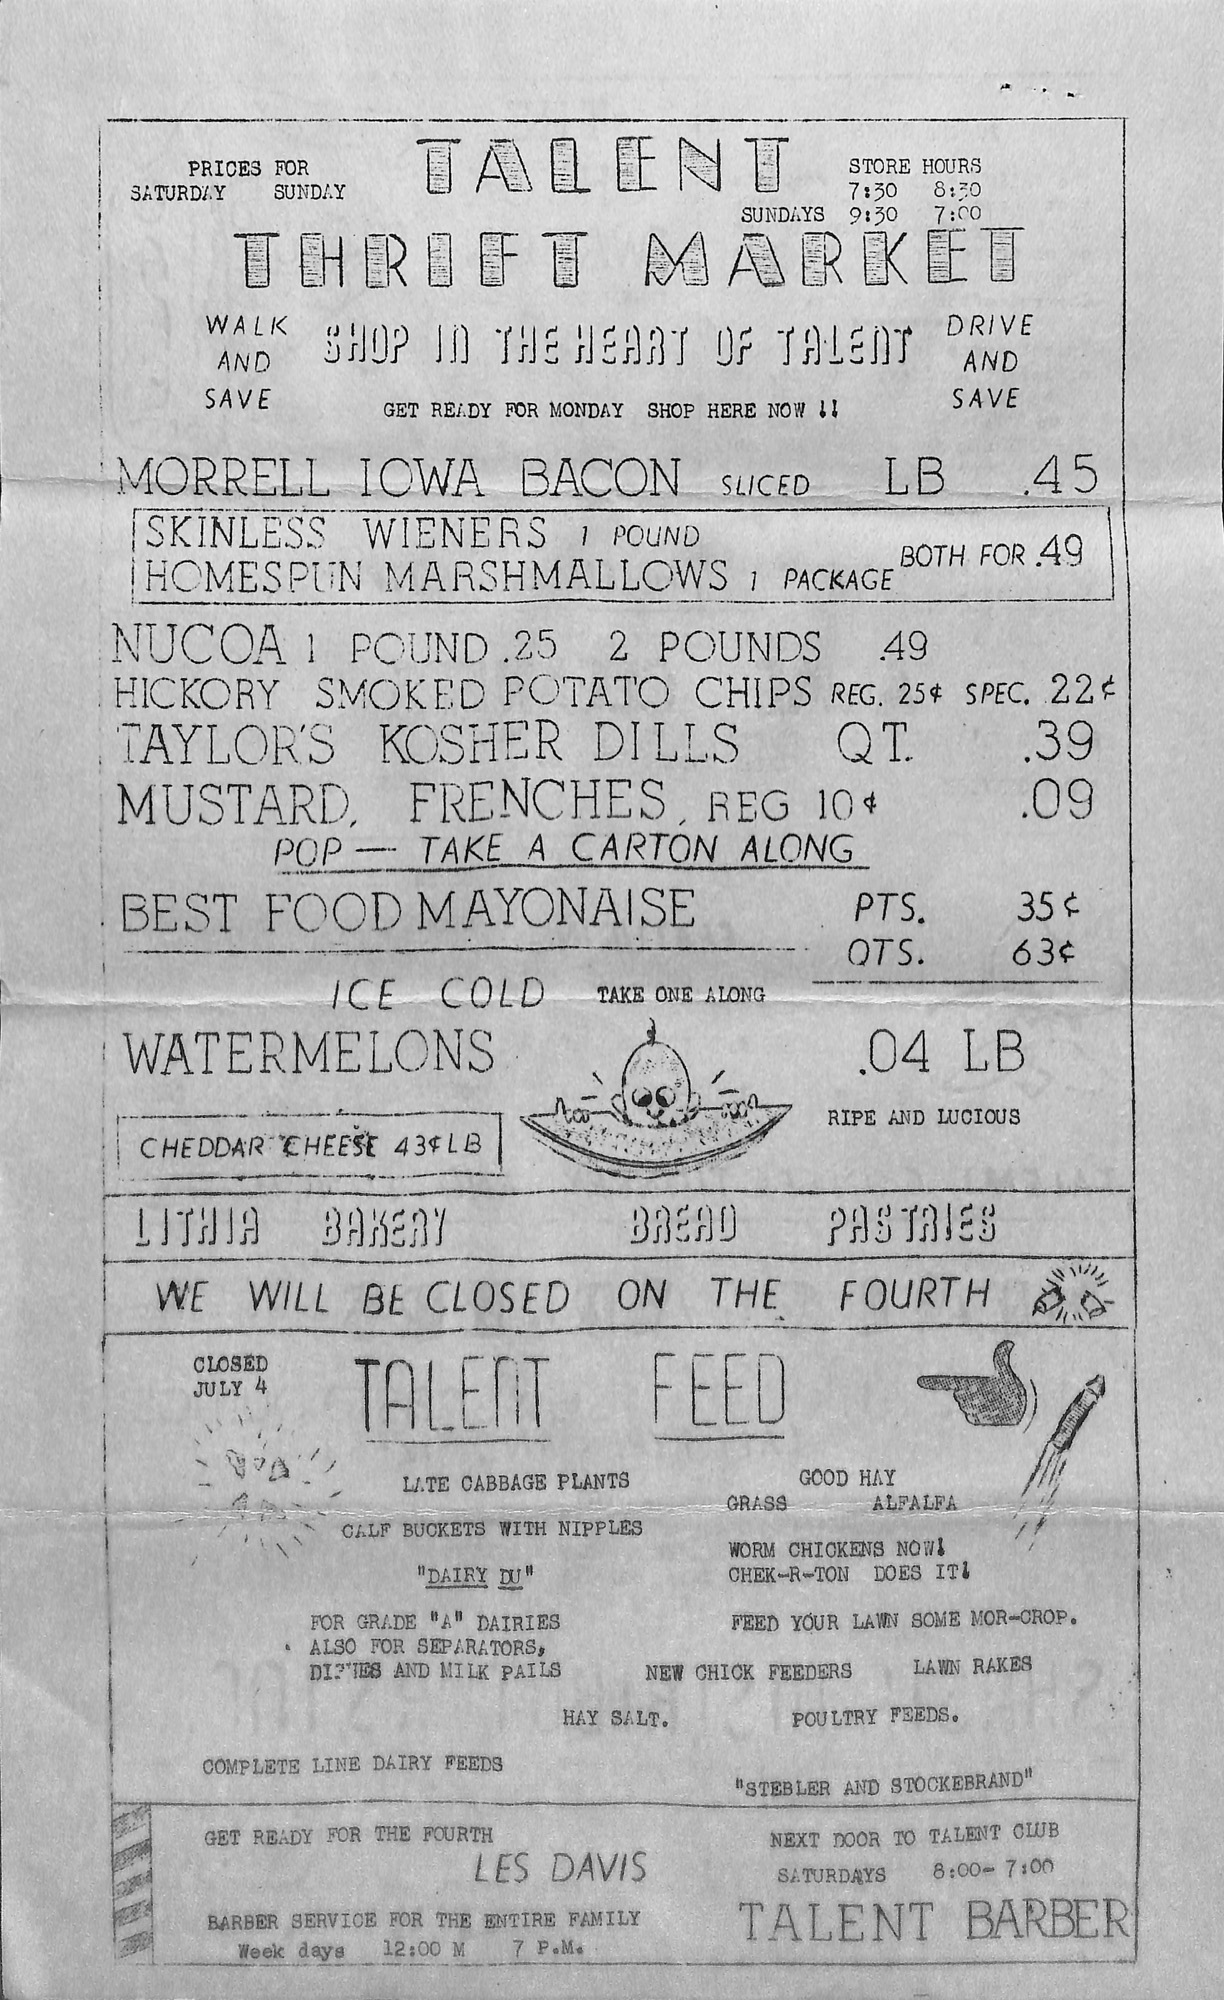 TALENT
PRICES FOR
SATURDAY SUNDAY
STORE HOURS
7:30 8:30
SUNDAYS 9:30 7:00
THRIFT MARKET
WALK
AND
SAVE
SHOP IN THE HEART OF TALENT
DRIVE
AND
SAVE
GET READY FOR MONDAY SHOP HERE NOW !!
MORRELL IOWA BACON SLICED LB .45
SKINLESS WIENERS 1 POUND
HOMESPUN MARSHMALLOWS 1 PACKAGE BOTH FOR .49
NUCOA 1 POUND .25 2 POUNDS .49
HICKORY SMOKED POTATO CHIPS REG. 25¢ SPEC. 22¢
TAYLOR'S KOSHER DILLS QT. .39
MUSTARD, FRENCHES, REG 10¢ .09
POP — TAKE A CARTON ALONG
BEST FOOD MAYONAISE PTS. 35¢
QTS. 63¢
ICE COLD TAKE ONE ALONG
WATERMELONS .04 LB
RIPE AND LUCIOUS
CHEDDAR CHEESE 43¢ LB
LITHIA BAKERY BREAD PASTRIES
WE WILL BE CLOSED ON THE FOURTH
CLOSED
JULY 4
TALENT FEED
LATE CABBAGE PLANTS
GOOD HAY
GRASS ALFALFA
CALF BUCKETS WITH NIPPLES
WORM CHICKENS NOW!
CHEK-R-TON DOES IT!
"DAIRY DU"
FOR GRADE "A" DAIRIES
ALSO FOR SEPARATORS,
AND MILK PAILS
FEED YOUR LAWN SOME MOR-CROP.
NEW CHICK FEEDERS LAWN RAKES
HAY SALT. POULTRY FEEDS.
COMPLETE LINE DAIRY FEEDS
"STEBLER AND STOCKEBRAND"
GET READY FOR THE FOURTH
LES DAVIS
BARBER SERVICE FOR THE ENTIRE FAMILY
Week days 12:00 M 7 P.M.
NEXT DOOR TO TALENT CLUB
SATURDAYS 8:00- 7:00
TALENT BARBER